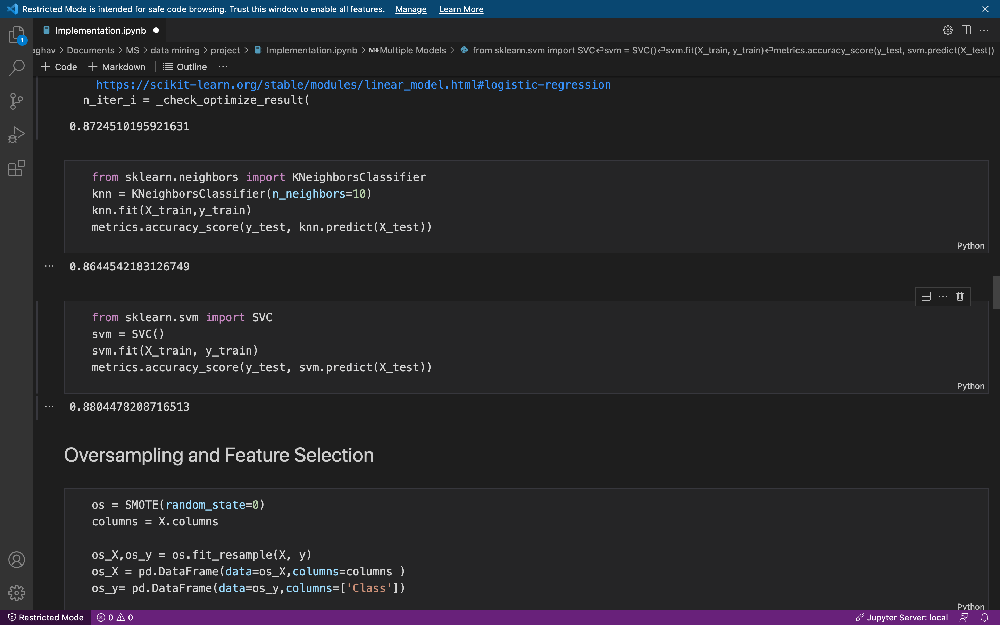 Restricted Mode is intended for safe code browsing. Trust this window to enable all features. Manage Learn More
Implementation.ipynb
aghav > Documents > MS > data mining > project > Implementation.ipynb > M↓Multiple Models > from sklearn.svm import SVC↵svm = SVC()↵svm.fit(X_train, y_train)↵metrics.accuracy_score(y_test, svm.predict(X_test))
+ Code + Markdown | Outline ...
https://scikit-learn.org/stable/modules/linear_model.html#logistic-regression
n_iter_i = _check_optimize_result(
0.8724510195921631
from sklearn.neighbors import KNeighborsClassifier
knn = KNeighborsClassifier(n_neighbors=10)
knn.fit(X_train,y_train)
metrics.accuracy_score(y_test, knn.predict(X_test))
Python
... 0.8644542183126749
from sklearn.svm import SVC
svm = SVC()
svm.fit(X_train, y_train)
metrics.accuracy_score(y_test, svm.predict(X_test))
Python
... 0.8804478208716513
Oversampling and Feature Selection
os = SMOTE(random_state=0)
columns = X.columns
os_X,os_y = os.fit_resample(X, y)
os_X = pd.DataFrame(data=os_X,columns=columns )
os_y= pd.DataFrame(data=os_y,columns=['Class'])
Python
1
Restricted Mode 0 0 Jupyter Server: local